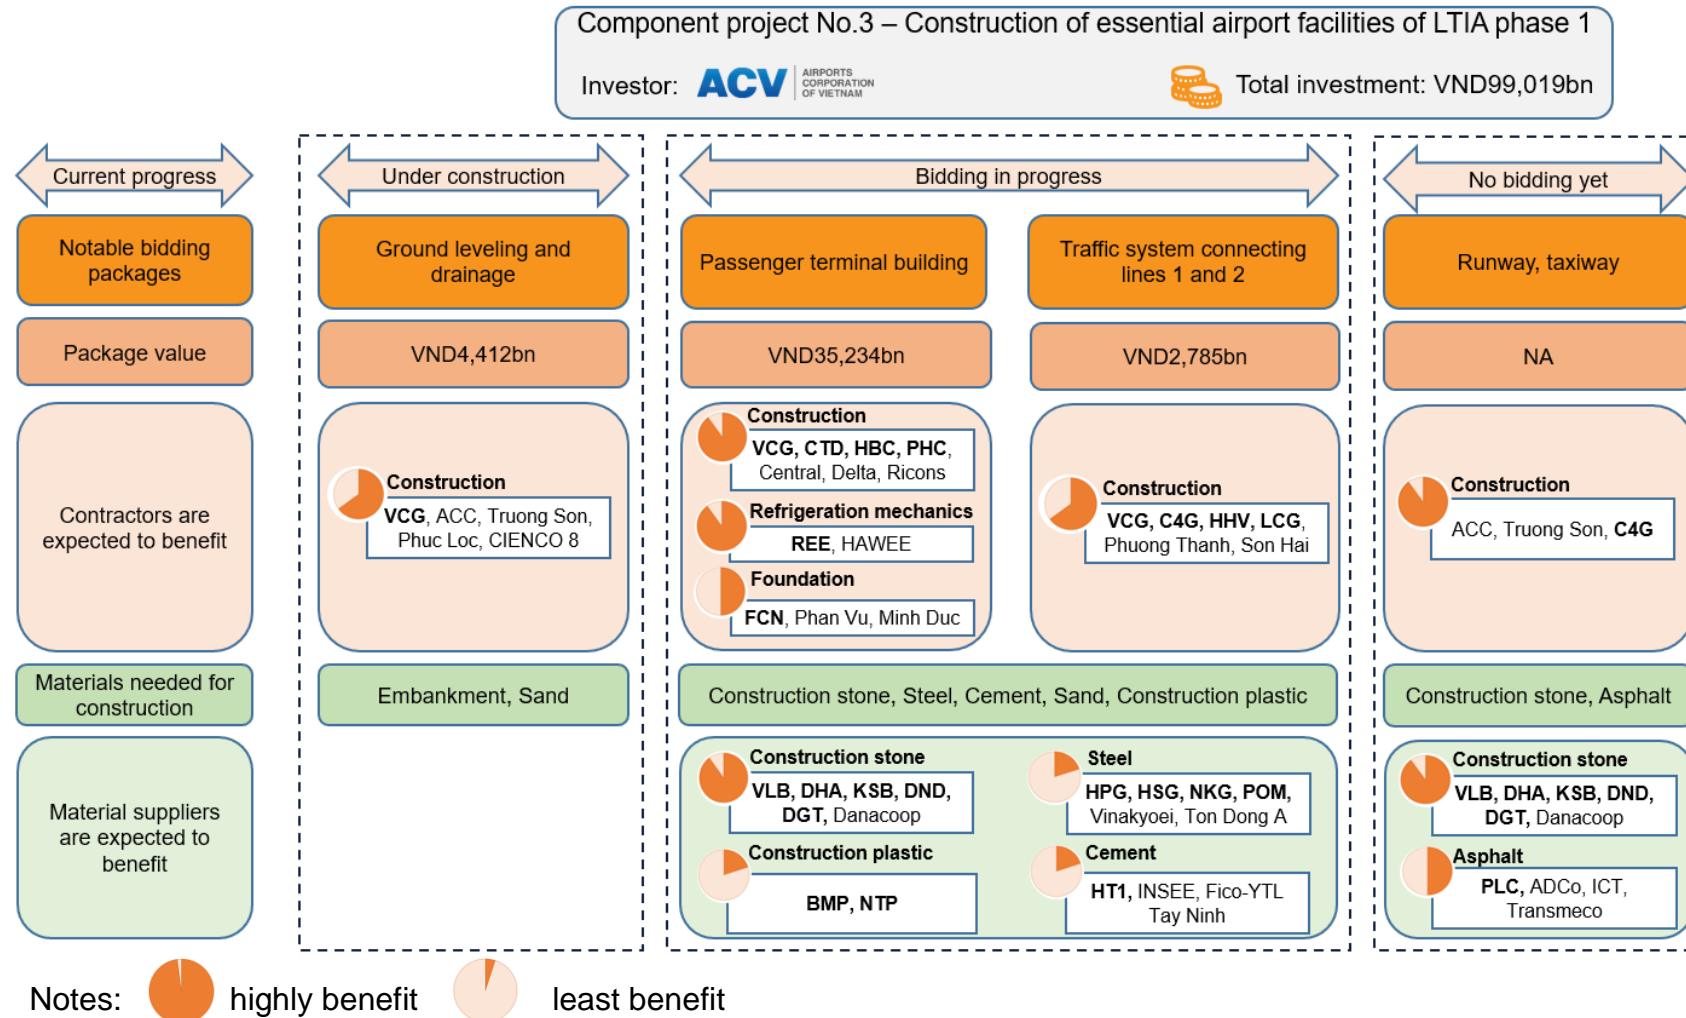 Component project No.3 – Construction of essential airport facilities of LTIA phase 1
Investor:
ACV
AIRPORTS
CORPORATION
OF VIETNAM
Total investment: VND99,019bn
Current progress
Under construction
Bidding in progress
No bidding yet
Notable bidding
packages
Ground leveling and
drainage
Passenger terminal building
Traffic system connecting
lines 1 and 2
Runway, taxiway
Package value
VND4,412bn
VND35,234bn
VND2,785bn
NA
Contractors are
expected to benefit
Construction
VCG, ACC, Truong Son,
Phuc Loc, CIENCO 8
Construction
VCG, CTD, HBC, PHC,
Central, Delta, Ricons
Refrigeration mechanics
REE, HAWEE
Foundation
FCN, Phan Vu, Minh Duc
Construction
VCG, C4G, HHV, LCG,
Phuong Thanh, Son Hai
Construction
ACC, Truong Son, C4G
Materials needed for
construction
Embankment, Sand
Construction stone, Steel, Cement, Sand, Construction plastic
Construction stone, Asphalt
Material suppliers
are expected to
benefit
Construction stone
VLB, DHA, KSB, DND,
DGT, Danacoop
Steel
HPG, HSG, NKG, POM,
Vinakyoei, Ton Dong A
Construction plastic
BMP, NTP
Cement
HT1, INSEE, Fico-YTL
Tay Ninh
Construction stone
VLB, DHA, KSB, DND,
DGT, Danacoop
Asphalt
PLC, ADCo, ICT,
Transmeco
Notes:
highly benefit
least benefit